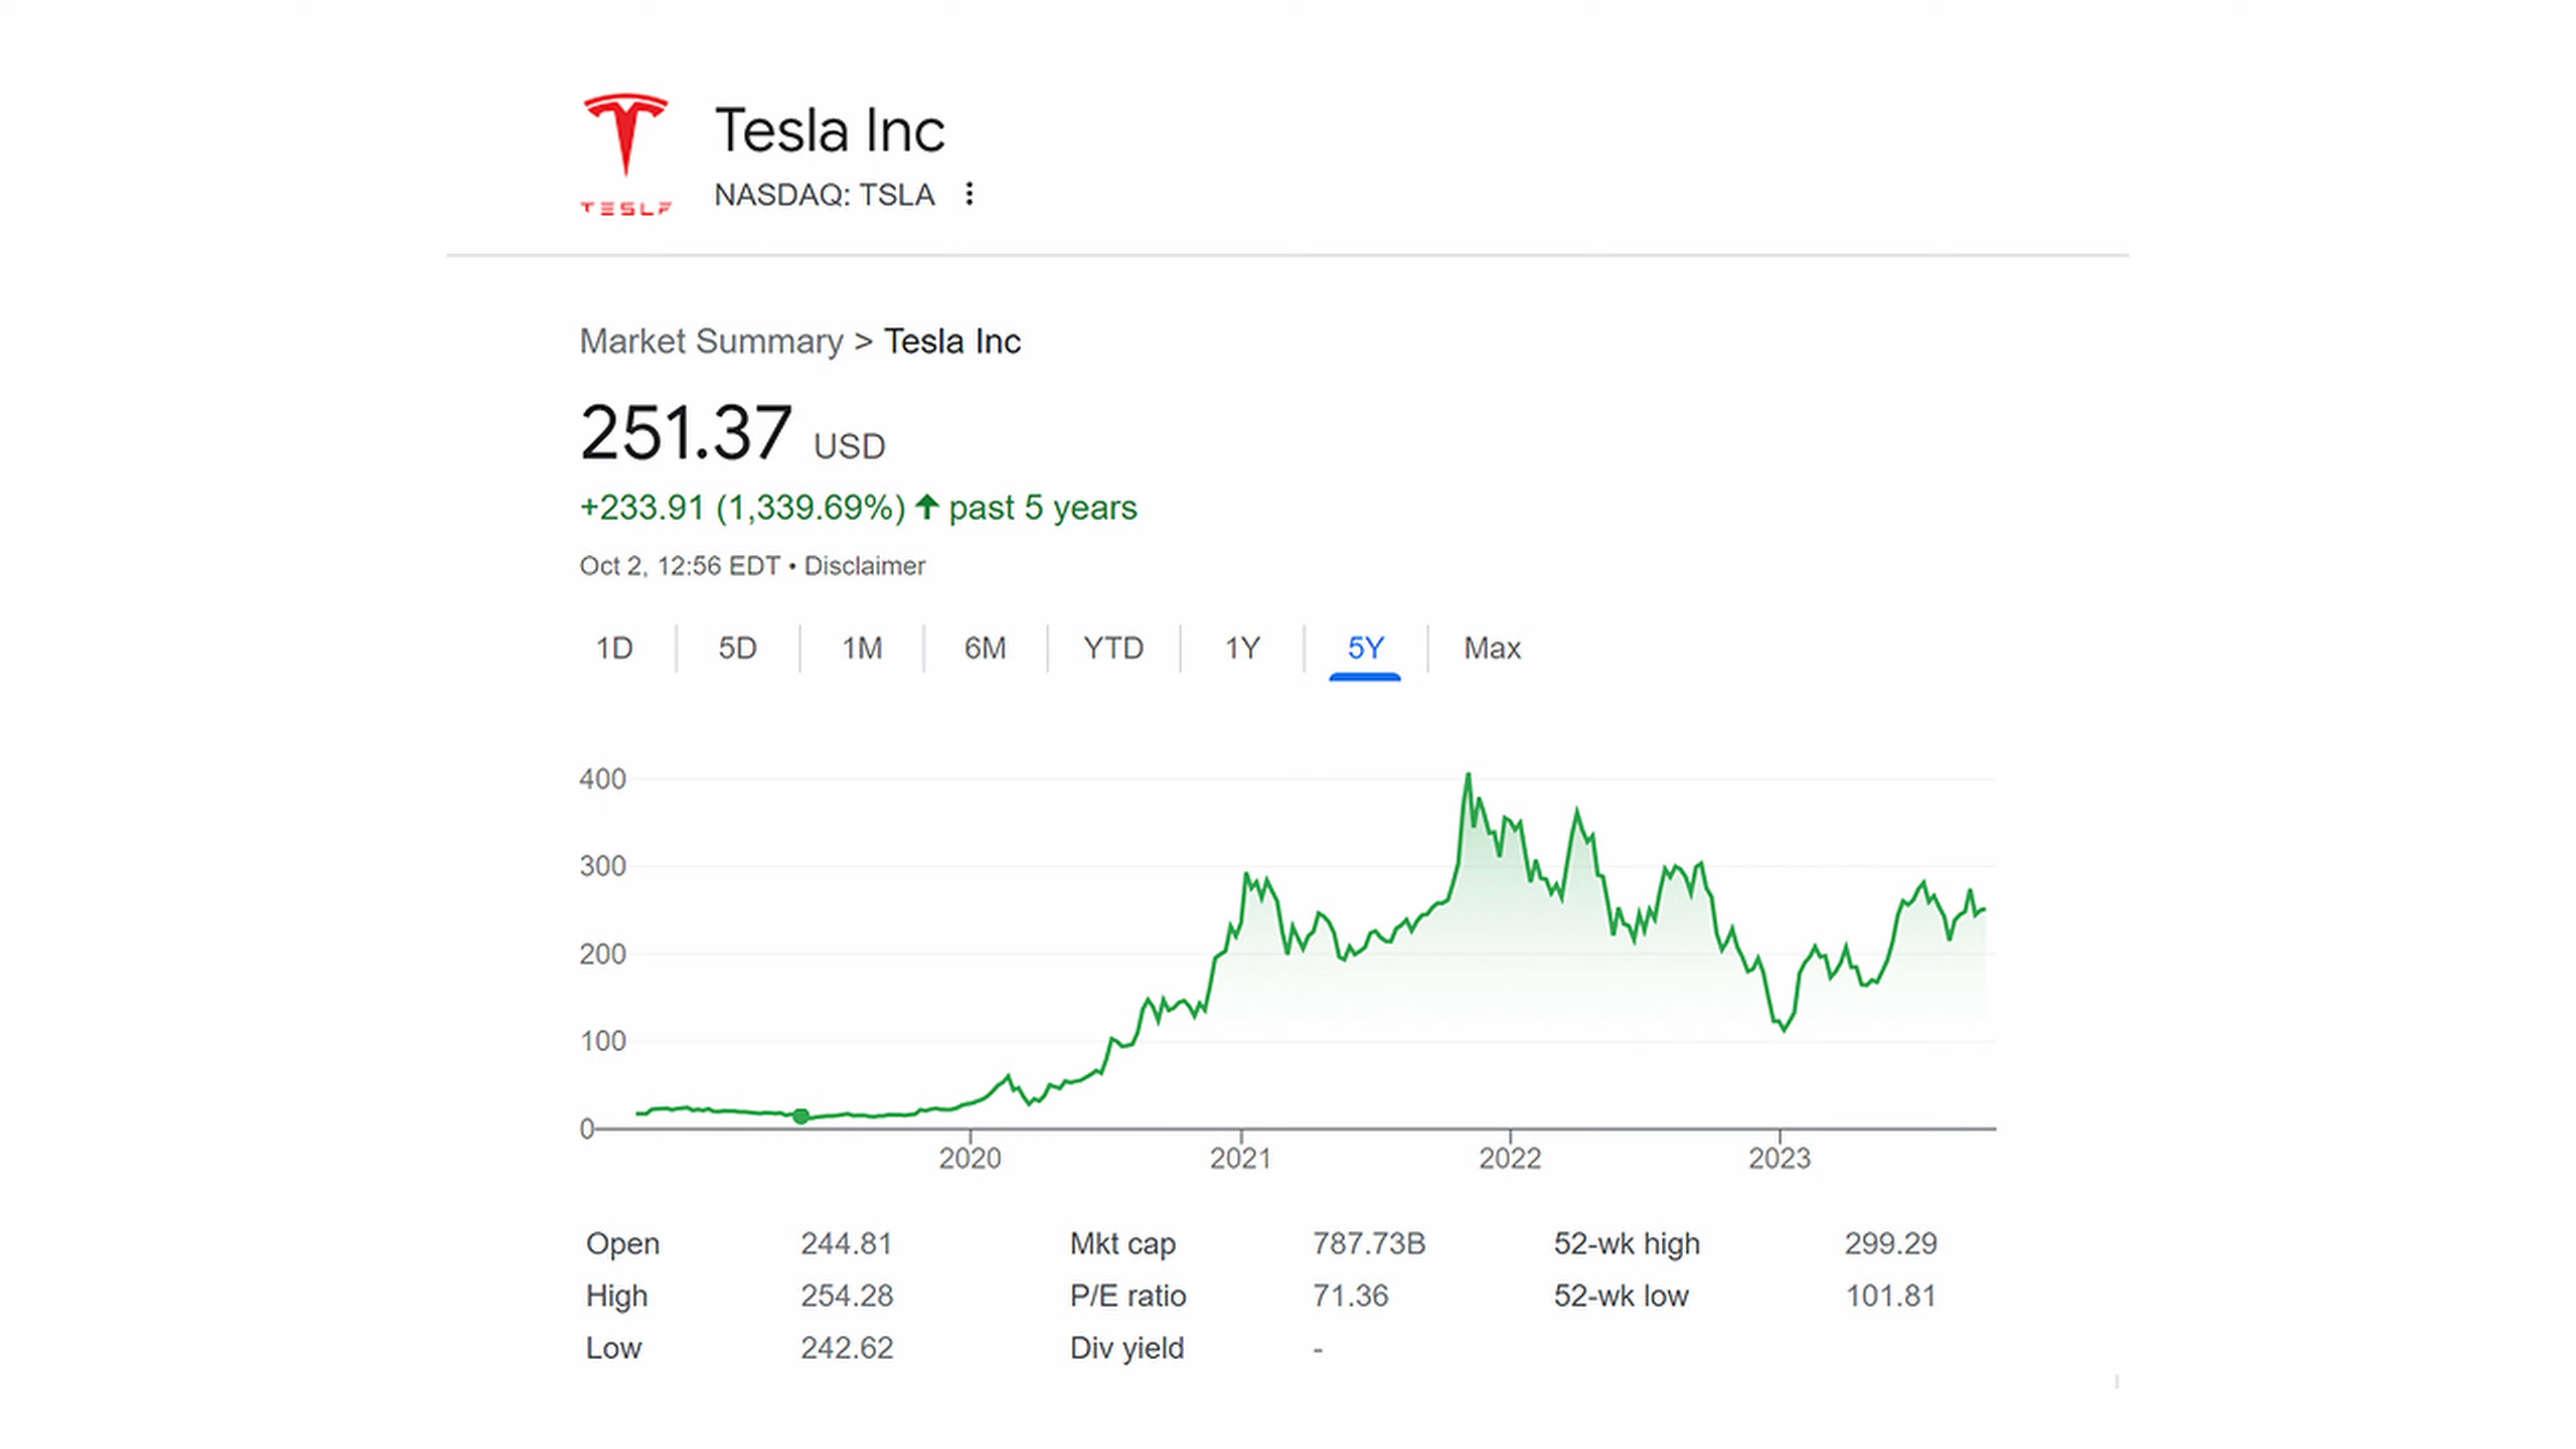 TESLA
Tesla Inc
NASDAQ: TSLA
Market Summary > Tesla Inc
251.37 USD
+233.91 (1,339.69%) ↑ past 5 years
Oct 2, 12:56 EDT • Disclaimer
1D 5D 1M 6M YTD 1Y 5Y Max
400
300
200
100
0
2020 2021 2022 2023
Open 244.81 Mkt cap 787.73B 52-wk high 299.29
High 254.28 P/E ratio 71.36 52-wk low 101.81
Low 242.62 Div yield -